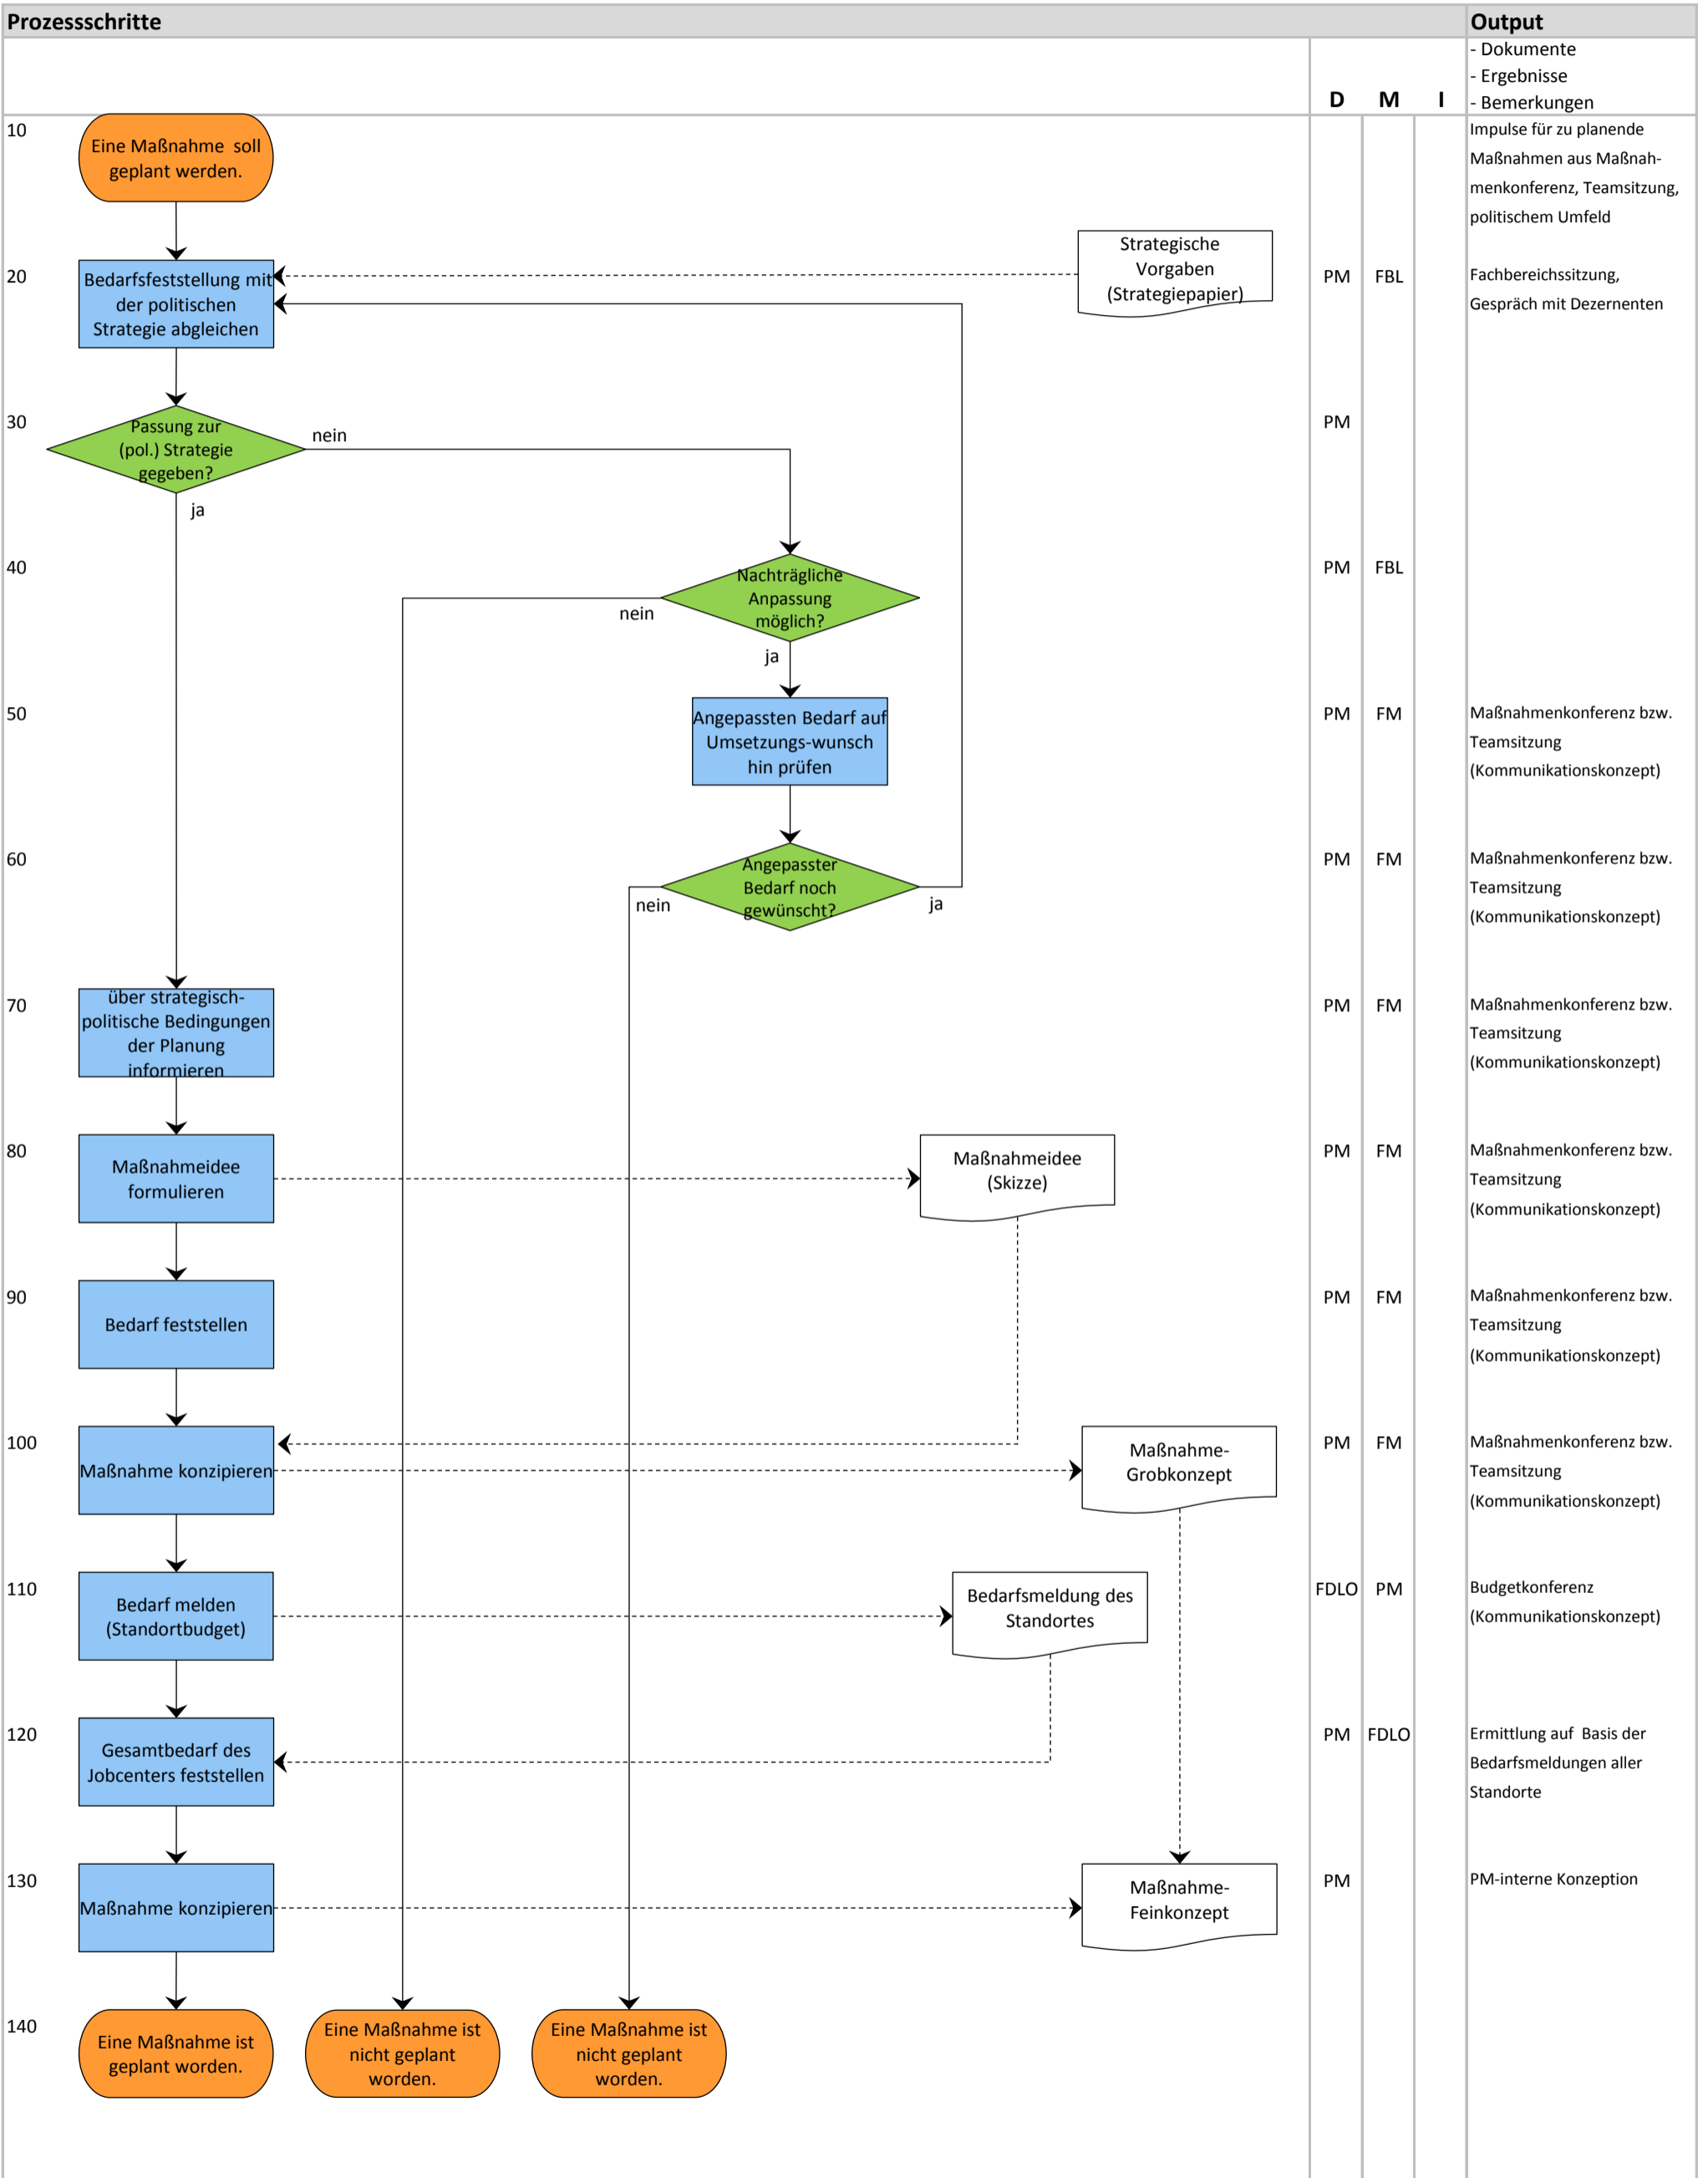 Prozessschritte
Output
- Dokumente
- Ergebnisse
D M I - Bemerkungen
10
Eine Maßnahme soll
geplant werden.
Impulse für zu planende
Maßnahmen aus Maßnah-
menkonferenz, Teamsitzung,
politischem Umfeld
20
Bedarfsfeststellung mit
der politischen
Strategie abgleichen
Strategische
Vorgaben
(Strategiepapier)
PM FBL
Fachbereichssitzung,
Gespräch mit Dezernenten
30
Passung zur
(pol.) Strategie
gegeben?
nein
ja
PM
40
Nachträgliche
Anpassung
möglich?
nein
ja
PM FBL
50
Angepassten Bedarf auf
Umsetzungs-wunsch
hin prüfen
PM FM
Maßnahmenkonferenz bzw.
Teamsitzung
(Kommunikationskonzept)
60
Angepasster
Bedarf noch
gewünscht?
nein
ja
PM FM
Maßnahmenkonferenz bzw.
Teamsitzung
(Kommunikationskonzept)
70
über strategisch-
politische Bedingungen
der Planung
informieren
PM FM
Maßnahmenkonferenz bzw.
Teamsitzung
(Kommunikationskonzept)
80
Maßnahmeidee
formulieren
Maßnahmeidee
(Skizze)
PM FM
Maßnahmenkonferenz bzw.
Teamsitzung
(Kommunikationskonzept)
90
Bedarf feststellen
PM FM
Maßnahmenkonferenz bzw.
Teamsitzung
(Kommunikationskonzept)
100
Maßnahme konzipieren
Maßnahme-
Grobkonzept
PM FM
Maßnahmenkonferenz bzw.
Teamsitzung
(Kommunikationskonzept)
110
Bedarf melden
(Standortbudget)
Bedarfsmeldung des
Standortes
FDLO PM
Budgetkonferenz
(Kommunikationskonzept)
120
Gesamtbedarf des
Jobcenters feststellen
PM FDLO
Ermittlung auf Basis der
Bedarfsmeldungen aller
Standorte
130
Maßnahme konzipieren
Maßnahme-
Feinkonzept
PM
PM-interne Konzeption
140
Eine Maßnahme ist
geplant worden.
Eine Maßnahme ist
nicht geplant
worden.
Eine Maßnahme ist
nicht geplant
worden.